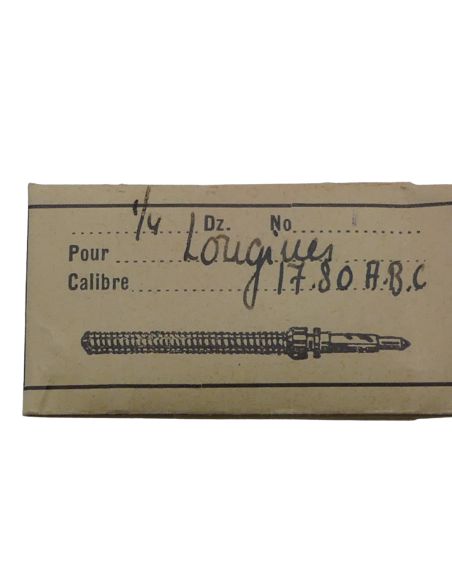 1/4 Dz. No
Pour Longines
Calibre 17.80 A.B.C